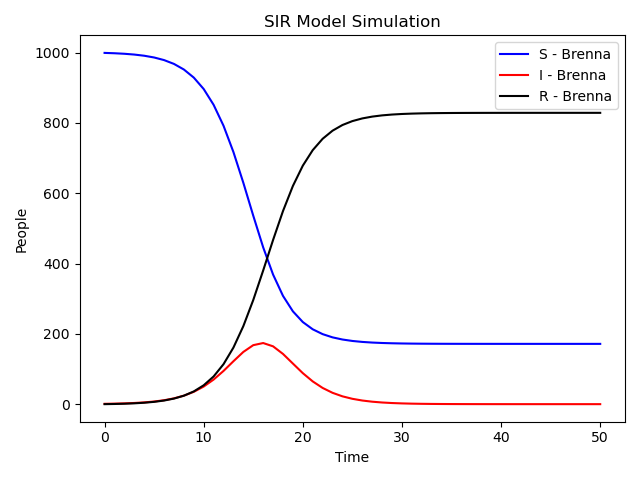 SIR Model Simulation
S - Brenna
I - Brenna
R - Brenna
1000
800
600
400
200
0
People
0 10 20 30 40 50
Time